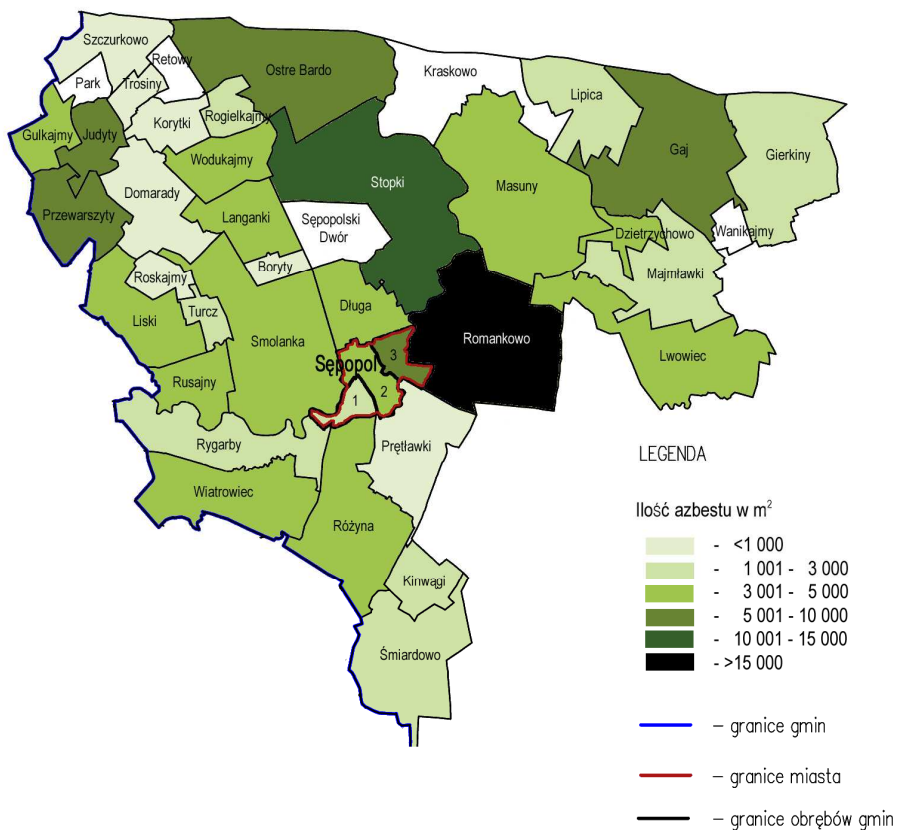 Szczurkowo
Retowy
Park
Trosiny
Ostre Bardo
Kraskowo
Lipica
Gulkajmy
Judyty
Korytki
Rogielkajmy
Gaj
Gierkiny
Wodukajmy
Stopki
Masuny
Domarady
Przewarszyty
Langanki
Sępopolski
Dwór
Dzietrzychowo
Wanikajmy
Boryty
Roskajmy
Majmławki
Długa
Turcz
Liski
Smolanka
Romankowo
Sępopol
3
Lwowiec
Rusajny
1
2
Rygarby
Prętławki
Wiatrowiec
Różyna
Kinwągi
Śmiardowo
LEGENDA
Ilość azbestu w m²
- <1 000
- 1 001 - 3 000
- 3 001 - 5 000
- 5 001 - 10 000
- 10 001 - 15 000
- >15 000
– granice gmin
– granice miasta
– granice obrębów gmin